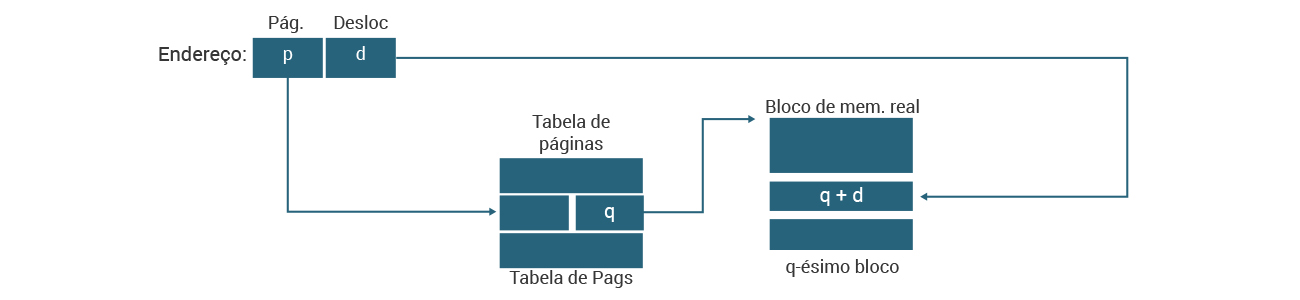 Pág. Desloc
Endereço: p d
Tabela de
páginas
q
Tabela de Pags
Bloco de mem. real
q + d
q-ésimo bloco